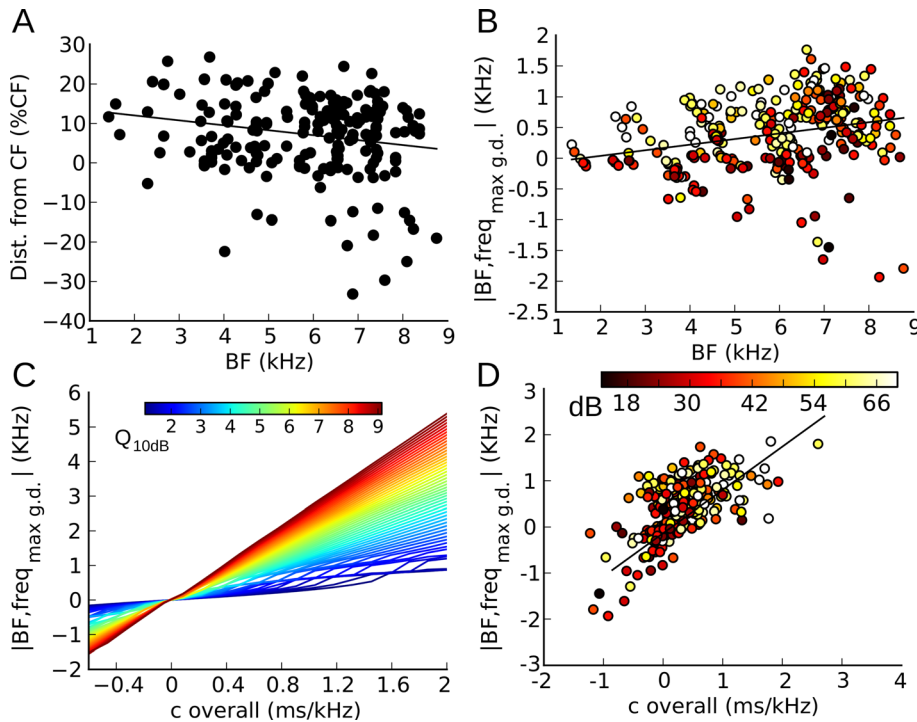 A
Dist. from CF (%CF)
30
20
10
0
−10
−20
−30
−40
1 2 3 4 5 6 7 8 9
BF (kHz)
B
|BF,freq max g.d. | (KHz)
2
1.5
1
0.5
0
-0.5
-1
-1.5
-2
-2.5
1 2 3 4 5 6 7 8 9
BF (kHz)
C
|BF,freq max g.d. | (KHz)
6
5
4
3
2
1
0
−1
−2
Q10dB
2 3 4 5 6 7 8 9
−0.4 0 0.4 0.8 1.2 1.6 2
c overall (ms/kHz)
D
dB
18 30 42 54 66
|BF,freq max g.d. | (KHz)
3
2
1
0
-1
-2
-3
-2 -1 0 1 2 3 4
c overall (ms/kHz)